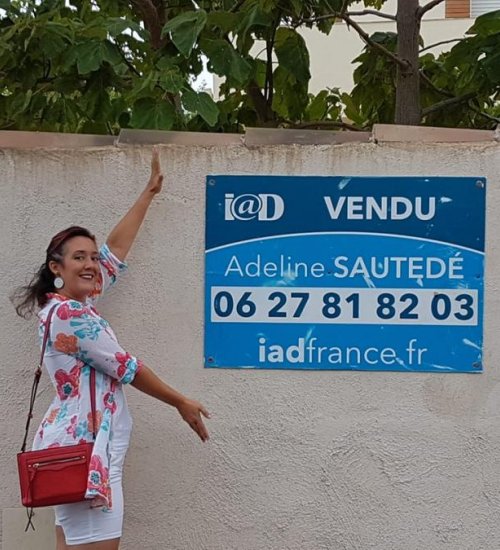 i@D VENDU
Adeline SAUTEDÉ
06 27 81 82 03
iadfrance.fr